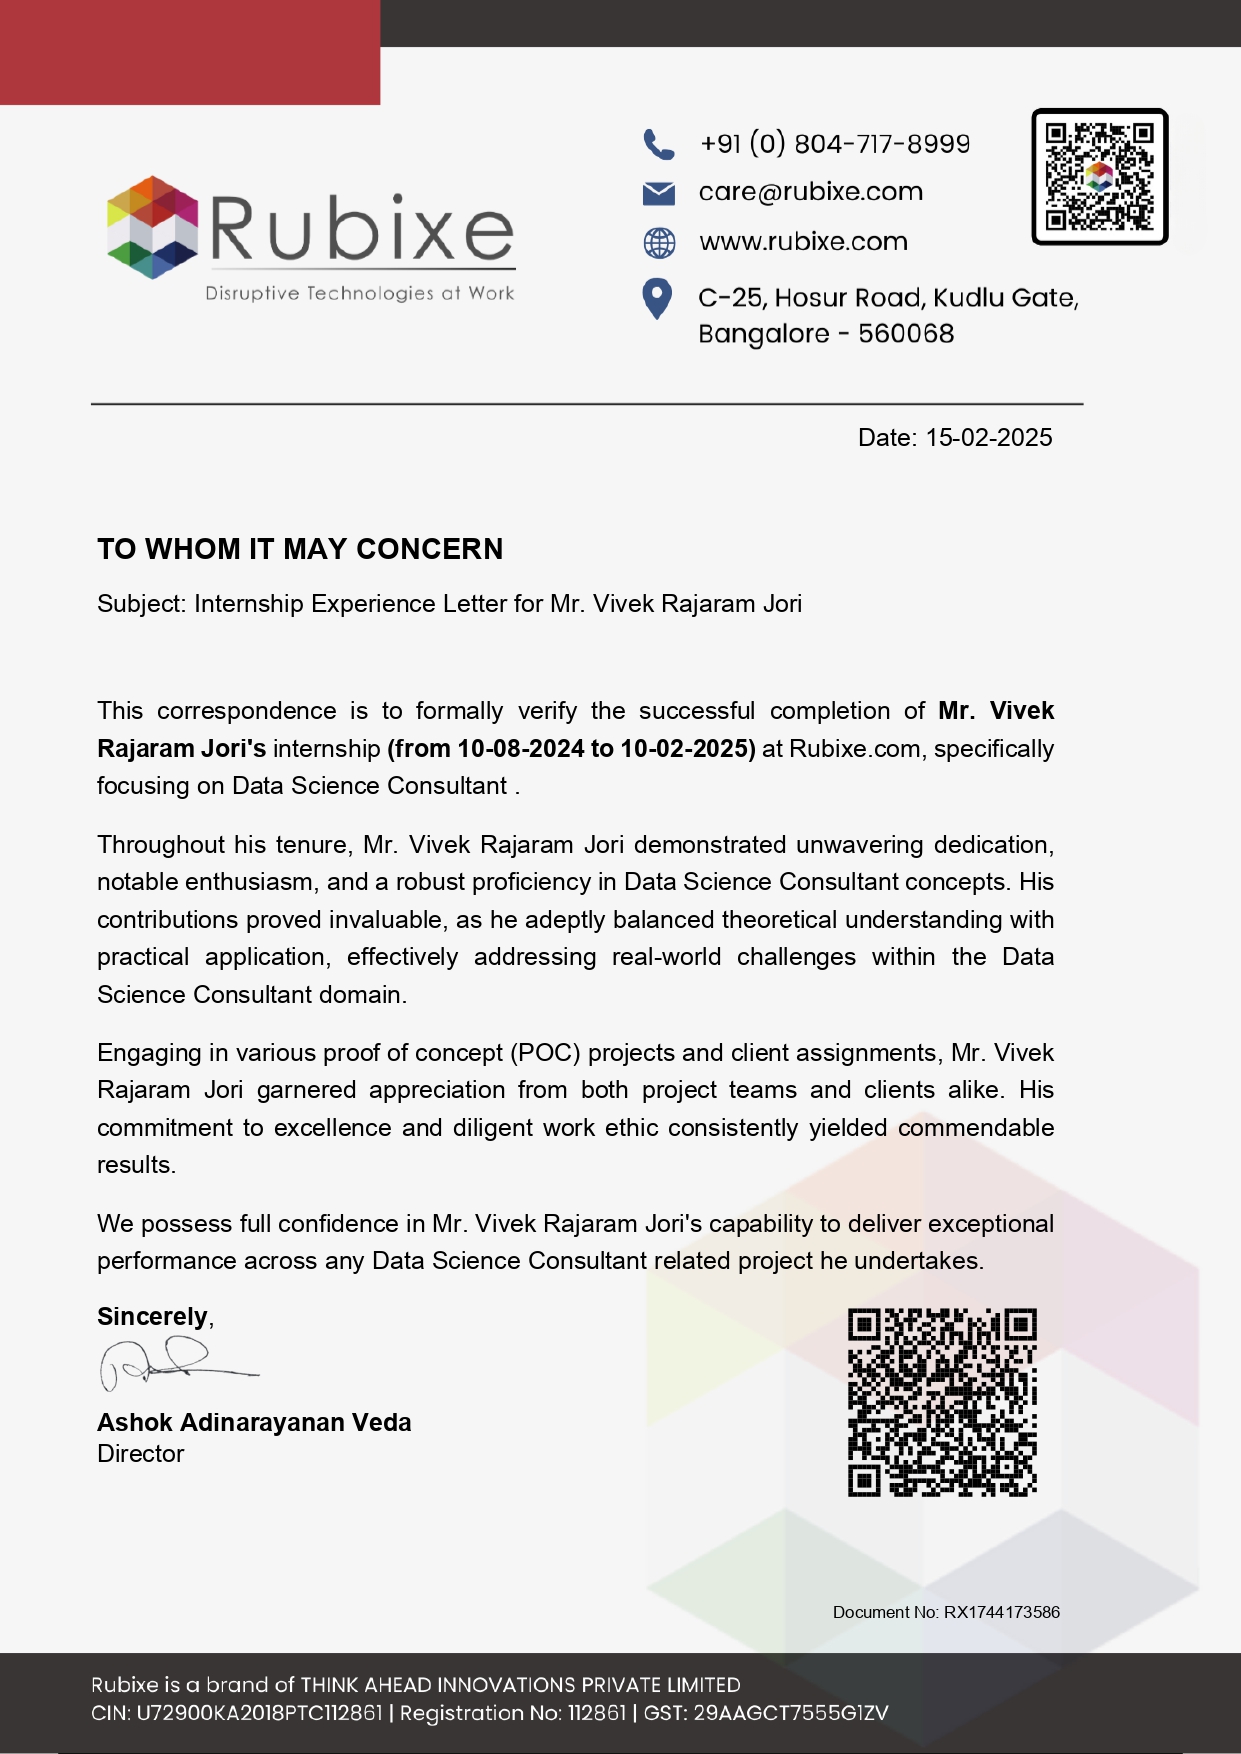 +91 (0) 804-717-8999
care@rubixe.com
www.rubixe.com
Rubixe
Disruptive Technologies at Work
C-25, Hosur Road, Kudlu Gate,
Bangalore - 560068
Date: 15-02-2025
TO WHOM IT MAY CONCERN
Subject: Internship Experience Letter for Mr. Vivek Rajaram Jori
This correspondence is to formally verify the successful completion of Mr. Vivek
Rajaram Jori's internship (from 10-08-2024 to 10-02-2025) at Rubixe.com, specifically
focusing on Data Science Consultant .
Throughout his tenure, Mr. Vivek Rajaram Jori demonstrated unwavering dedication,
notable enthusiasm, and a robust proficiency in Data Science Consultant concepts. His
contributions proved invaluable, as he adeptly balanced theoretical understanding with
practical application, effectively addressing real-world challenges within the Data
Science Consultant domain.
Engaging in various proof of concept (POC) projects and client assignments, Mr. Vivek
Rajaram Jori garnered appreciation from both project teams and clients alike. His
commitment to excellence and diligent work ethic consistently yielded commendable
results.
We possess full confidence in Mr. Vivek Rajaram Jori's capability to deliver exceptional
performance across any Data Science Consultant related project he undertakes.
Sincerely,
Ashok Adinarayanan Veda
Director
Document No: RX1744173586
Rubixe is a brand of THINK AHEAD INNOVATIONS PRIVATE LIMITED
CIN: U72900KA2018PTC112861 | Registration No: 112861 | GST: 29AAGCT7555G1ZV